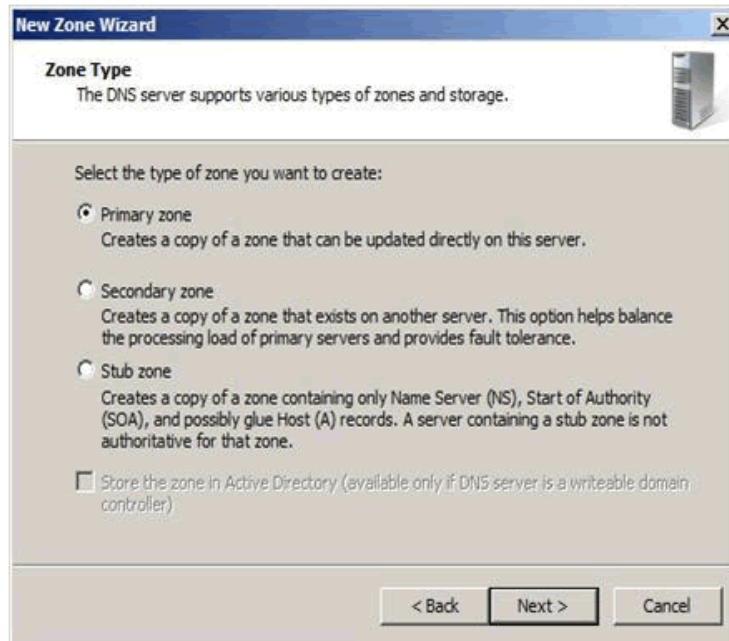 New Zone Wizard
Zone Type
The DNS server supports various types of zones and storage.
Select the type of zone you want to create:
Primary zone
Creates a copy of a zone that can be updated directly on this server.
Secondary zone
Creates a copy of a zone that exists on another server. This option helps balance
the processing load of primary servers and provides fault tolerance.
Stub zone
Creates a copy of a zone containing only Name Server (NS), Start of Authority
(SOA), and possibly glue Host (A) records. A server containing a stub zone is not
authoritative for that zone.
Store the zone in Active Directory (available only if DNS server is a writeable domain
controller)
< Back Next > Cancel